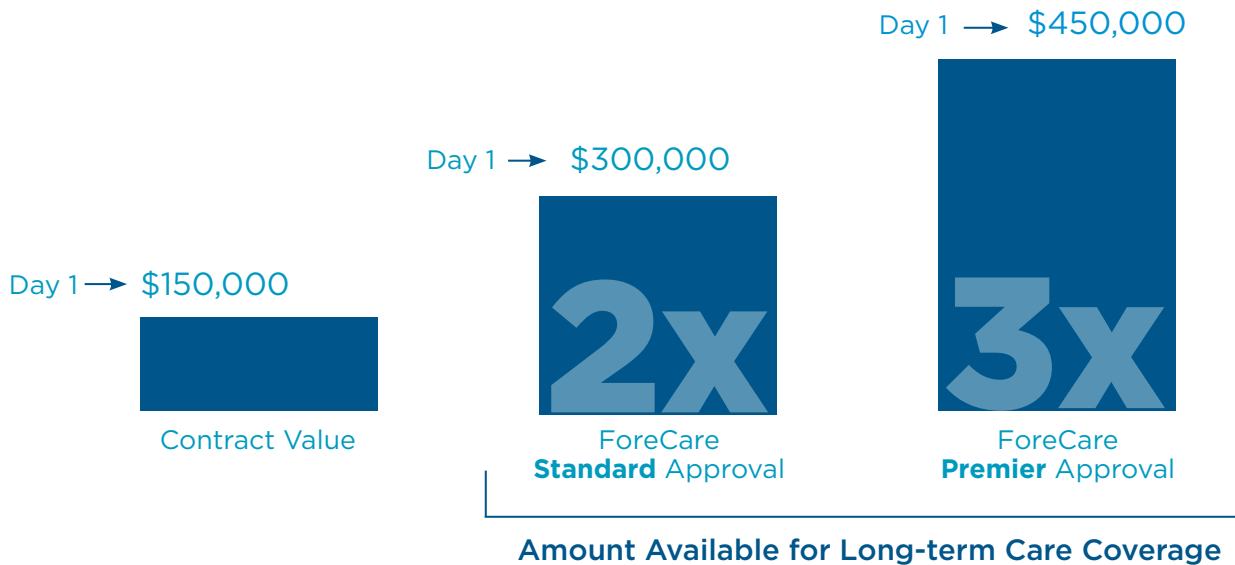 Day 1 → $450,000
Day 1 → $300,000
Day 1 → $150,000
2x
3x
Contract Value
ForeCare
Standard Approval
ForeCare
Premier Approval
Amount Available for Long-term Care Coverage